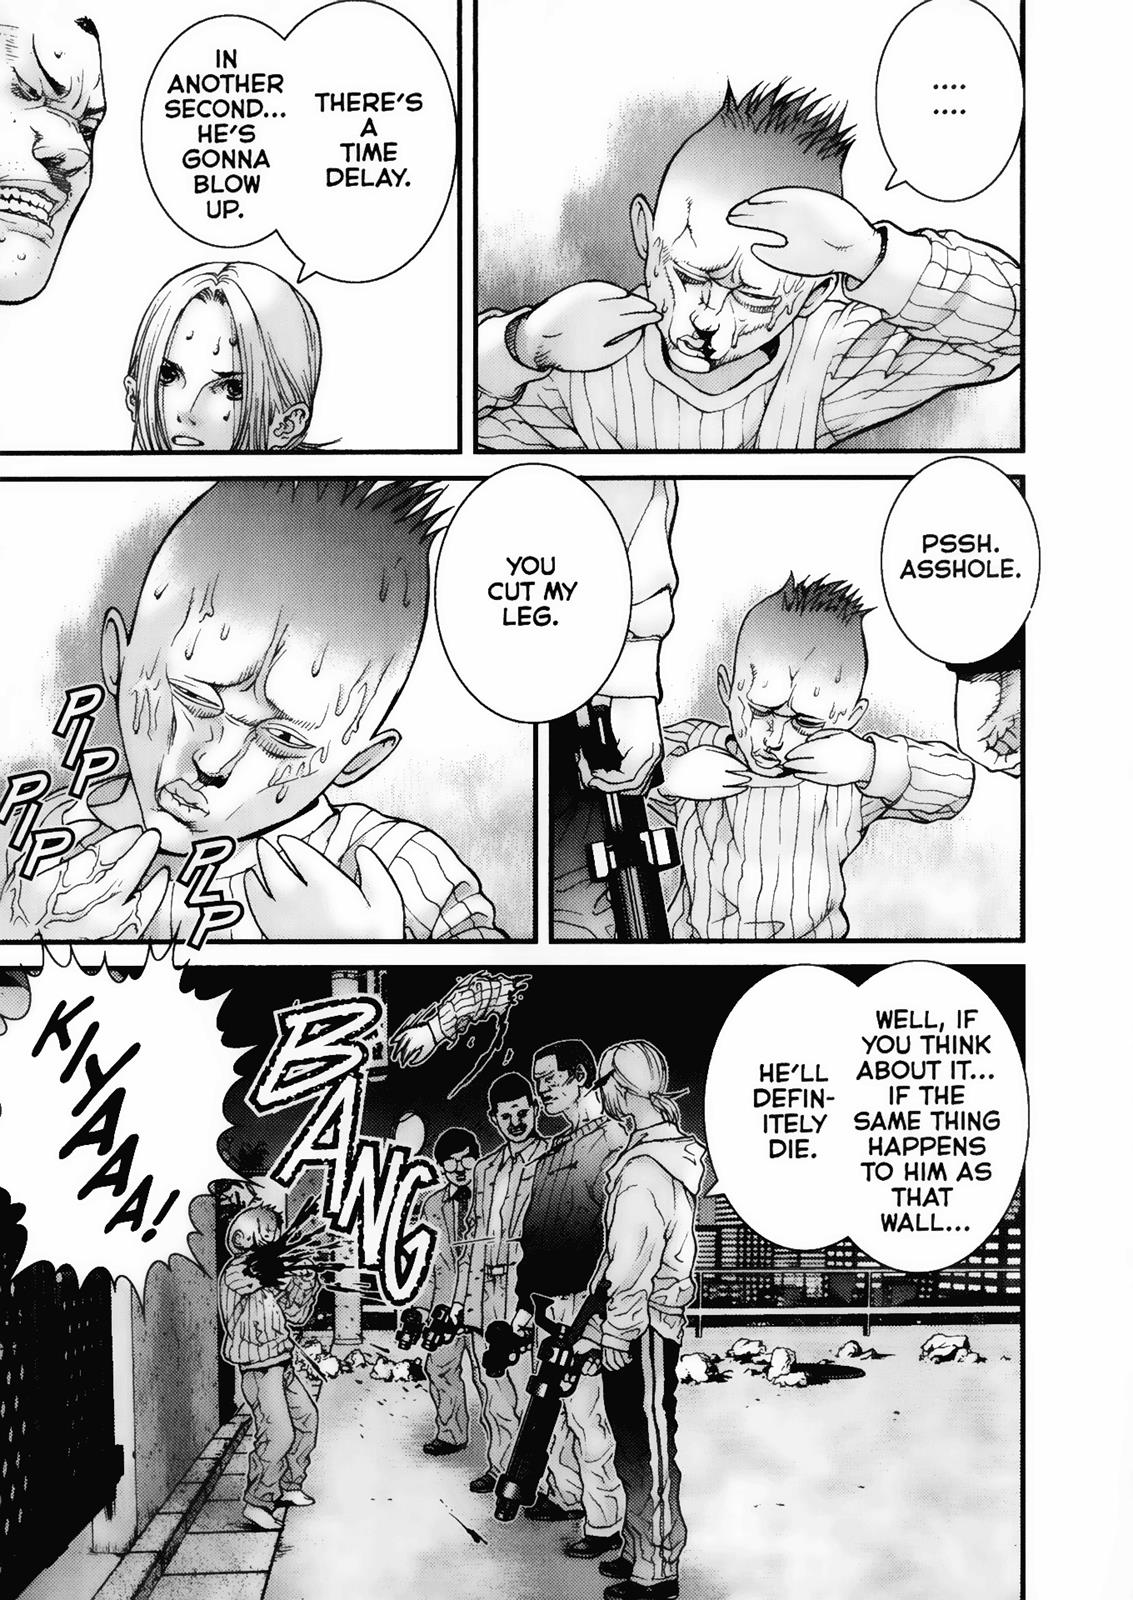 ....
....
THERE'S
A
TIME
DELAY.
IN
ANOTHER
SECOND...
HE'S
GONNA
BLOW
UP.
PSSH.
ASSHOLE.
YOU
CUT MY
LEG.
PIP
PIP
PIP
WELL, IF
YOU THINK
ABOUT IT...
IF THE
SAME THING
HAPPENS
TO HIM AS
THAT
WALL...
HE'LL
DEFIN-
ITELY
DIE.
BANG
KIYAAAA!